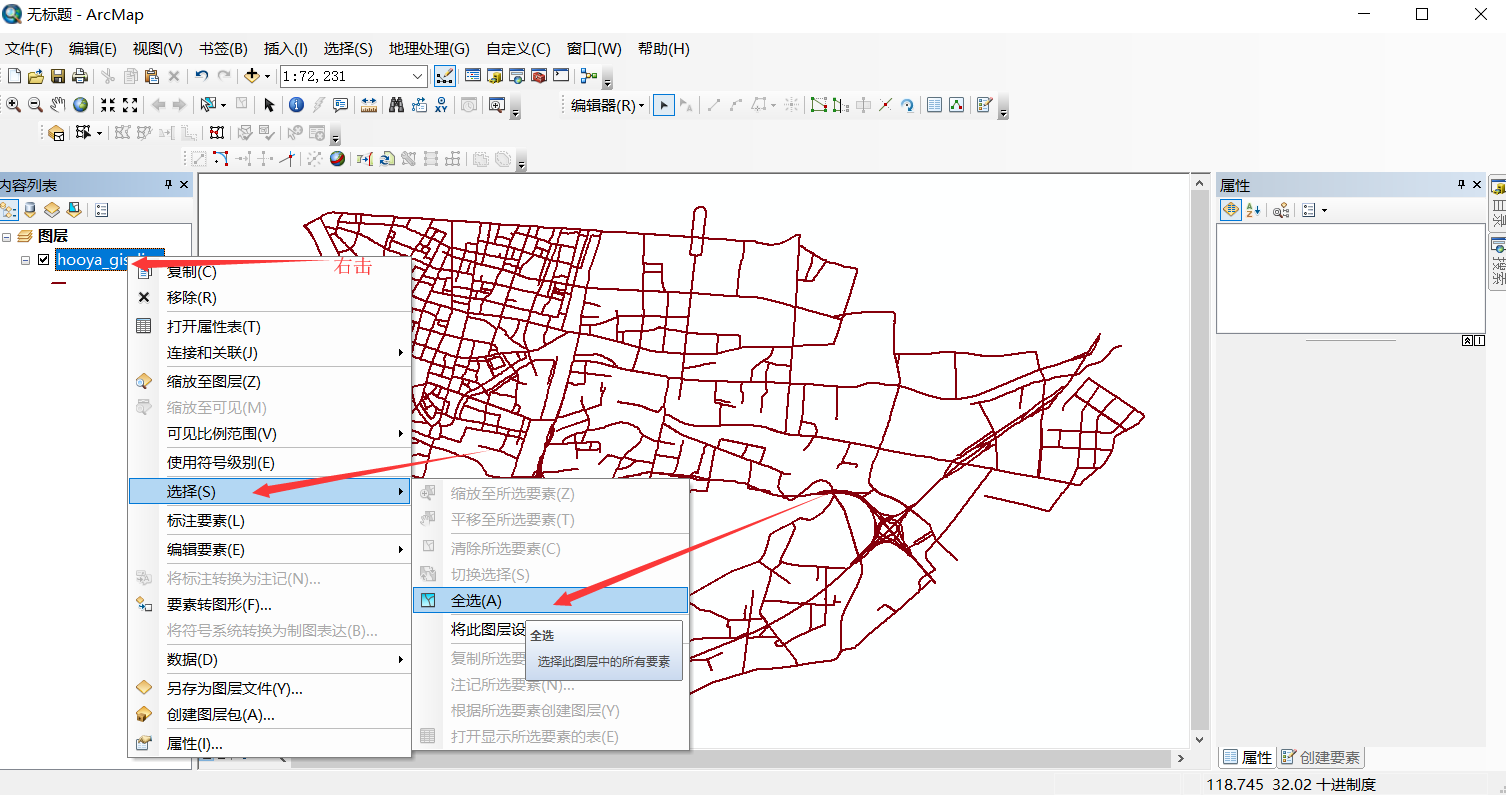 无标题 - ArcMap
文件(F) 编辑(E) 视图(V) 书签(B) 插入(I) 选择(S) 地理处理(G) 自定义(C) 窗口(W) 帮助(H)
1:72,231
编辑器(R)
内容列表
属性
图层
hooya_gis
右击
目录
搜索
复制(C)
移除(R)
打开属性表(T)
连接和关联(J)
缩放至图层(Z)
缩放至可见(M)
可见比例范围(V)
使用符号级别(E)
选择(S)
标注要素(L)
编辑要素(E)
将标注转换为注记(N)...
要素转图形(F)...
将符号系统转换为制图表达(B)...
数据(D)
另存为图层文件(Y)...
创建图层包(A)...
属性(I)...
缩放至所选要素(Z)
平移至所选要素(T)
清除所选要素(C)
切换选择(S)
全选(A)
将此图层设
复制所选要
注记所选要素(N)...
根据所选要素创建图层(Y)
打开显示所选要素的表(E)
全选
选择此图层中的所有要素
属性 创建要素
118.745 32.02 十进制度